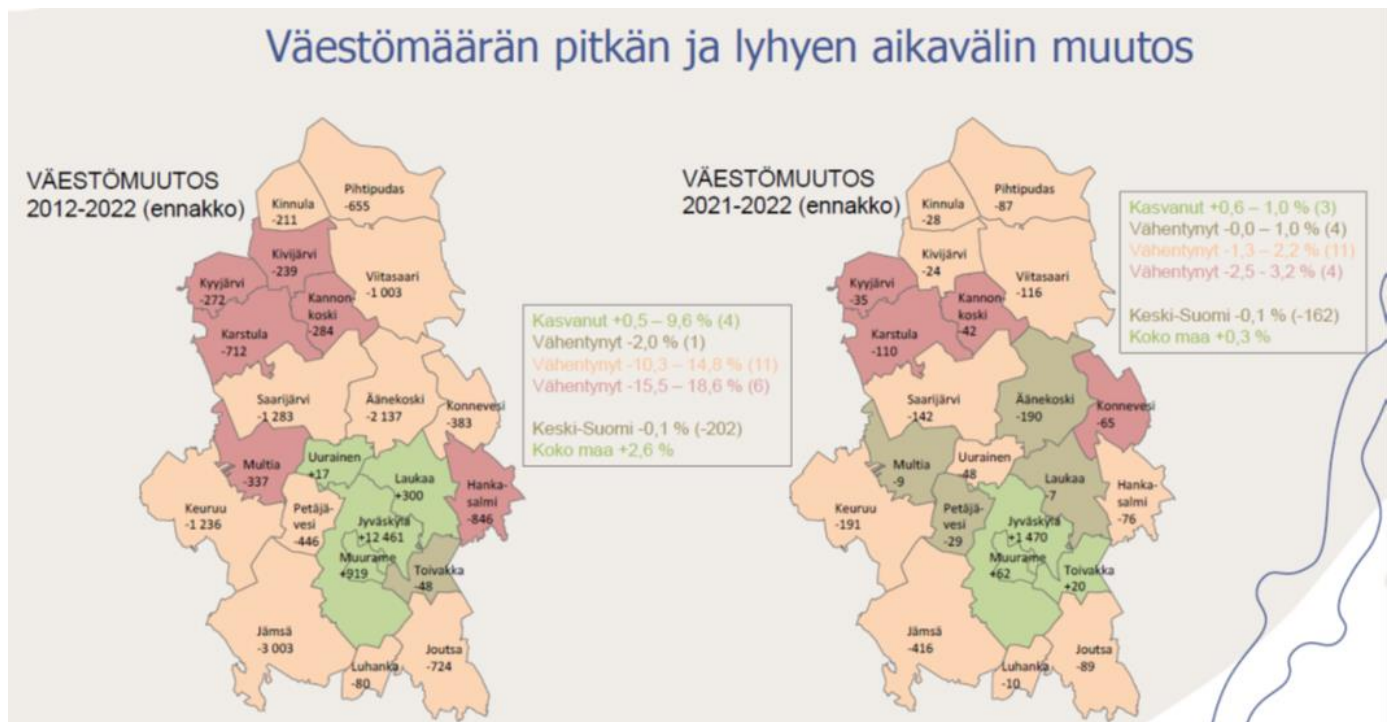 Väestömäärän pitkän ja lyhyen aikavälin muutos
VÄESTÖMUUTOS
2012-2022 (ennakko)
Kinnula
-211
Pihtipudas
-655
Kivijärvi
-239
Viitasaari
-1 003
Kyyjärvi
-272
Kannon-
koski
-284
Karstula
-712
Saarijärvi
-1 283
Äänekoski
-2 137
Konnevesi
-383
Multia
-337
Uurainen
+17
Laukaa
+300
Hanka-
salmi
-846
Keuruu
-1 236
Petäjä-
vesi
-446
Jyväskylä
+12 461
Muurame
+919
Toivakka
-48
Jämsä
-3 003
Luhanka
-80
Joutsa
-724
Kasvanut +0,5 – 9,6 % (4)
Vähentynyt -2,0 % (1)
Vähentynyt -10,3 – 14,8 % (11)
Vähentynyt -15,5 – 18,6 % (6)
Keski-Suomi -0,1 % (-202)
Koko maa +2,6 %
VÄESTÖMUUTOS
2021-2022 (ennakko)
Kinnula
-28
Pihtipudas
-87
Kivijärvi
-24
Viitasaari
-116
Kyyjärvi
-35
Kannon-
koski
-42
Karstula
-110
Saarijärvi
-142
Äänekoski
-190
Konnevesi
-65
Multia
-9
Uurainen
-48
Laukaa
-7
Hanka-
salmi
-76
Keuruu
-191
Petäjä-
vesi
-29
Jyväskylä
+1 470
Muurame
+62
Toivakka
+20
Jämsä
-416
Luhanka
-10
Joutsa
-89
Kasvanut +0,6 – 1,0 % (3)
Vähentynyt -0,0 – 1,0 % (4)
Vähentynyt -1,3 – 2,2 % (11)
Vähentynyt -2,5 - 3,2 % (4)
Keski-Suomi -0,1 % (-162)
Koko maa +0,3 %